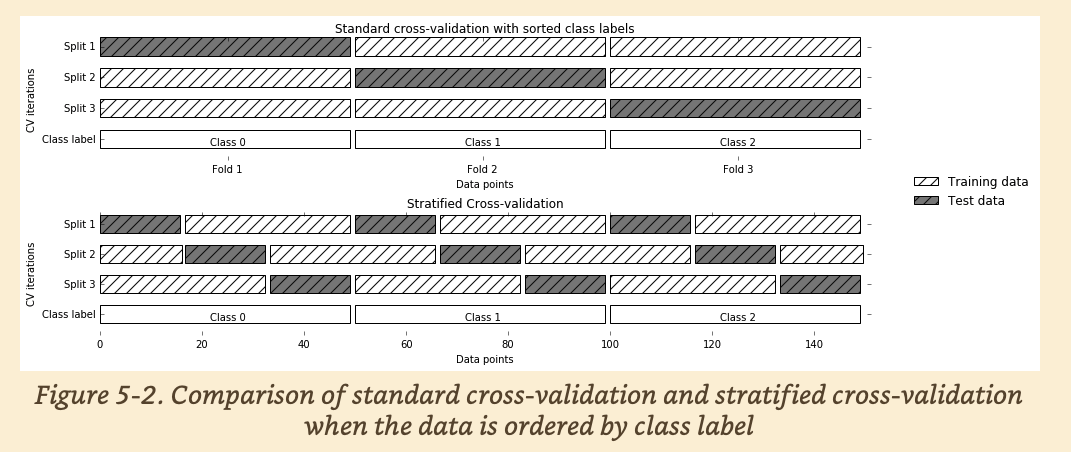 Standard cross-validation with sorted class labels
Split 1
Split 2
Split 3
Class label
CV iterations
Class 0 Class 1 Class 2
Fold 1 Fold 2 Fold 3
Data points
Training data
Test data
Stratified Cross-validation
Split 1
Split 2
Split 3
Class label
CV iterations
Class 0 Class 1 Class 2
0 20 40 60 80 100 120 140
Data points
Figure 5-2. Comparison of standard cross-validation and stratified cross-validation
when the data is ordered by class label